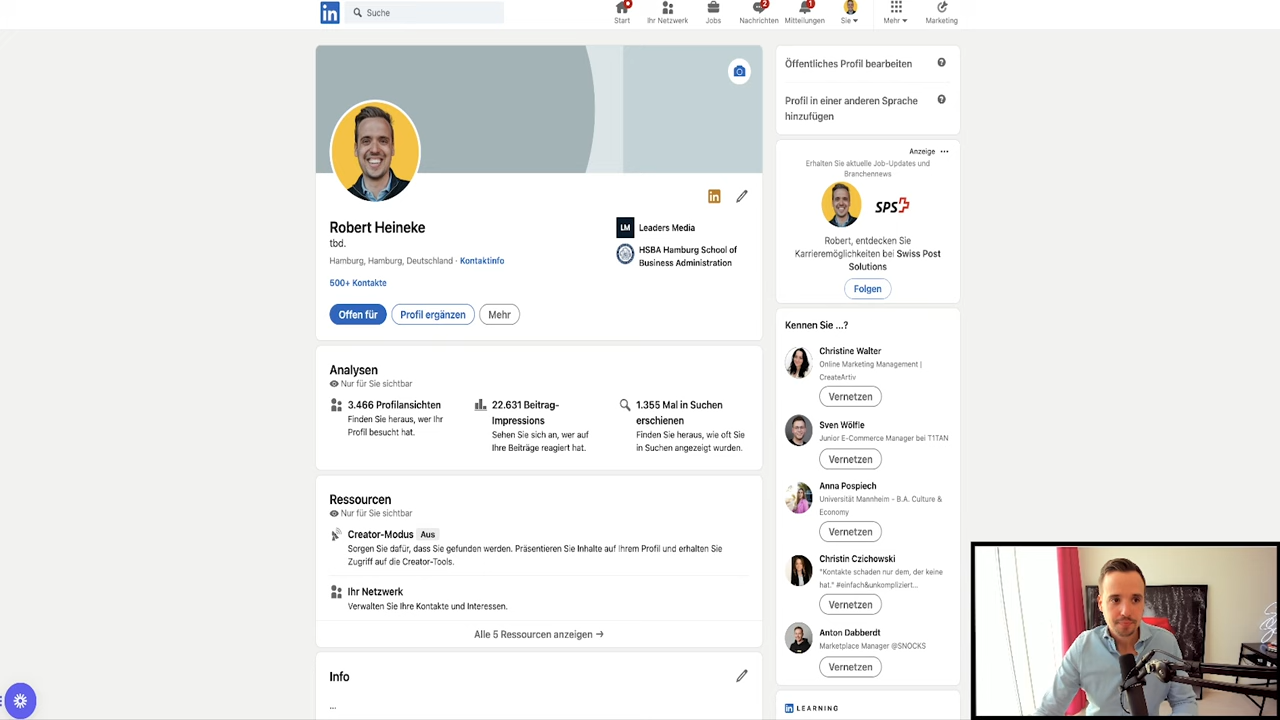 in
Suche
2
1
Start
Ihr Netzwerk
Jobs
Nachrichten
Mitteilungen
Sie
Mehr
Marketing
Robert Heineke
tbd.
Hamburg, Hamburg, Deutschland · Kontaktinfo
500+ Kontakte
Offen für
Profil ergänzen
Mehr
in
LM
Leaders Media
HSBA Hamburg School of
Business Administration
Analysen
Nur für Sie sichtbar
3.466 Profilansichten
Finden Sie heraus, wer Ihr
Profil besucht hat.
22.631 Beitrag-
Impressions
Sehen Sie sich an, wer auf
Ihre Beiträge reagiert hat.
1.355 Mal in Suchen
erschienen
Finden Sie heraus, wie oft Sie
in Suchen angezeigt wurden.
Ressourcen
Nur für Sie sichtbar
Creator-Modus Aus
Sorgen Sie dafür, dass Sie gefunden werden. Präsentieren Sie Inhalte auf Ihrem Profil und erhalten Sie
Zugriff auf die Creator-Tools.
Ihr Netzwerk
Verwalten Sie Ihre Kontakte und Interessen.
Alle 5 Ressourcen anzeigen →
Info
...
Öffentliches Profil bearbeiten
?
Profil in einer anderen Sprache
hinzufügen
?
Anzeige ...
Erhalten Sie aktuelle Job-Updates und
Branchennews
SPS
Robert, entdecken Sie
Karrieremöglichkeiten bei Swiss Post
Solutions
Folgen
Kennen Sie ...?
Christine Walter
Online Marketing Management |
CreateArtiv
Vernetzen
Sven Wölfle
Junior E-Commerce Manager bei T1TAN
Vernetzen
Anna Pospiech
Universität Mannheim - B.A. Culture &
Economy
Vernetzen
Christin Czichowski
"Kontakte schaden nur dem, der keine
hat." #einfach&unkompliziert...
Vernetzen
Anton Dabberdt
Marketplace Manager @SNOCKS
Vernetzen
in LEARNING